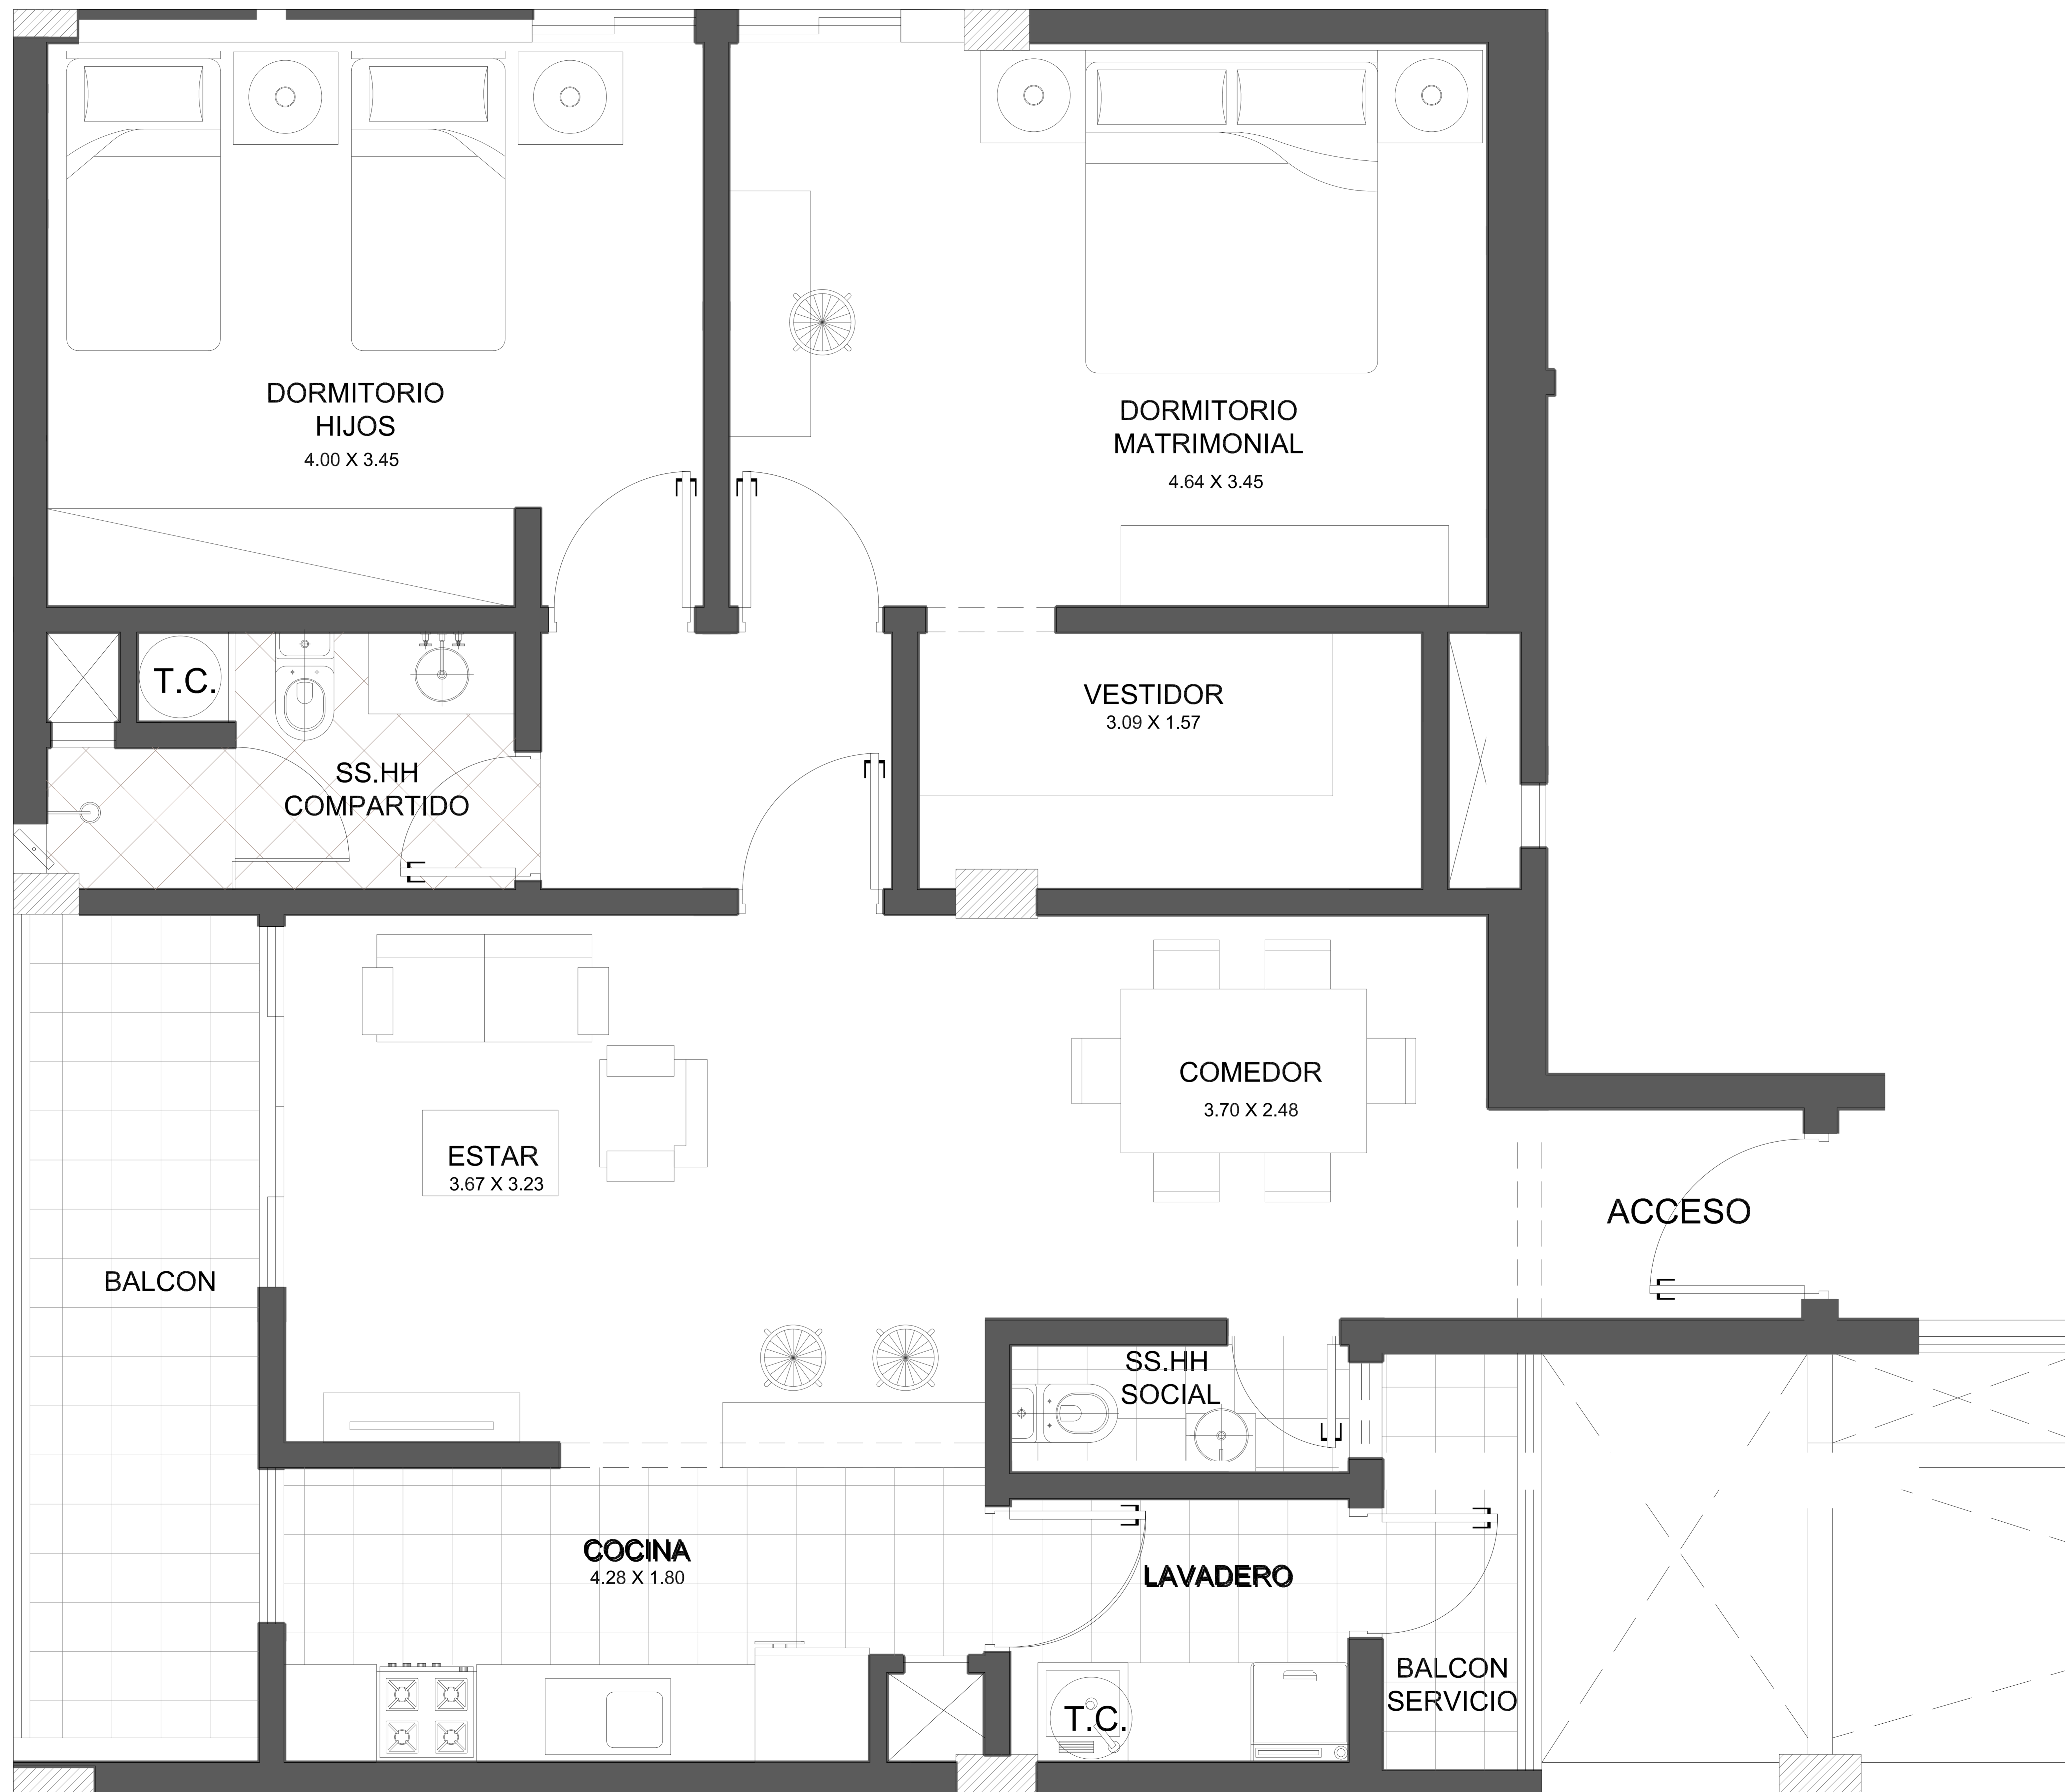 DORMITORIO
HIJOS
4.00 X 3.45
DORMITORIO
MATRIMONIAL
4.64 X 3.45
T.C.
VESTIDOR
3.09 X 1.57
SS.HH
COMPARTIDO
COMEDOR
3.70 X 2.48
ESTAR
3.67 X 3.23
ACCESO
BALCON
SS.HH
SOCIAL
COCINA
4.28 X 1.80
LAVADERO
BALCON
SERVICIO
T.C.